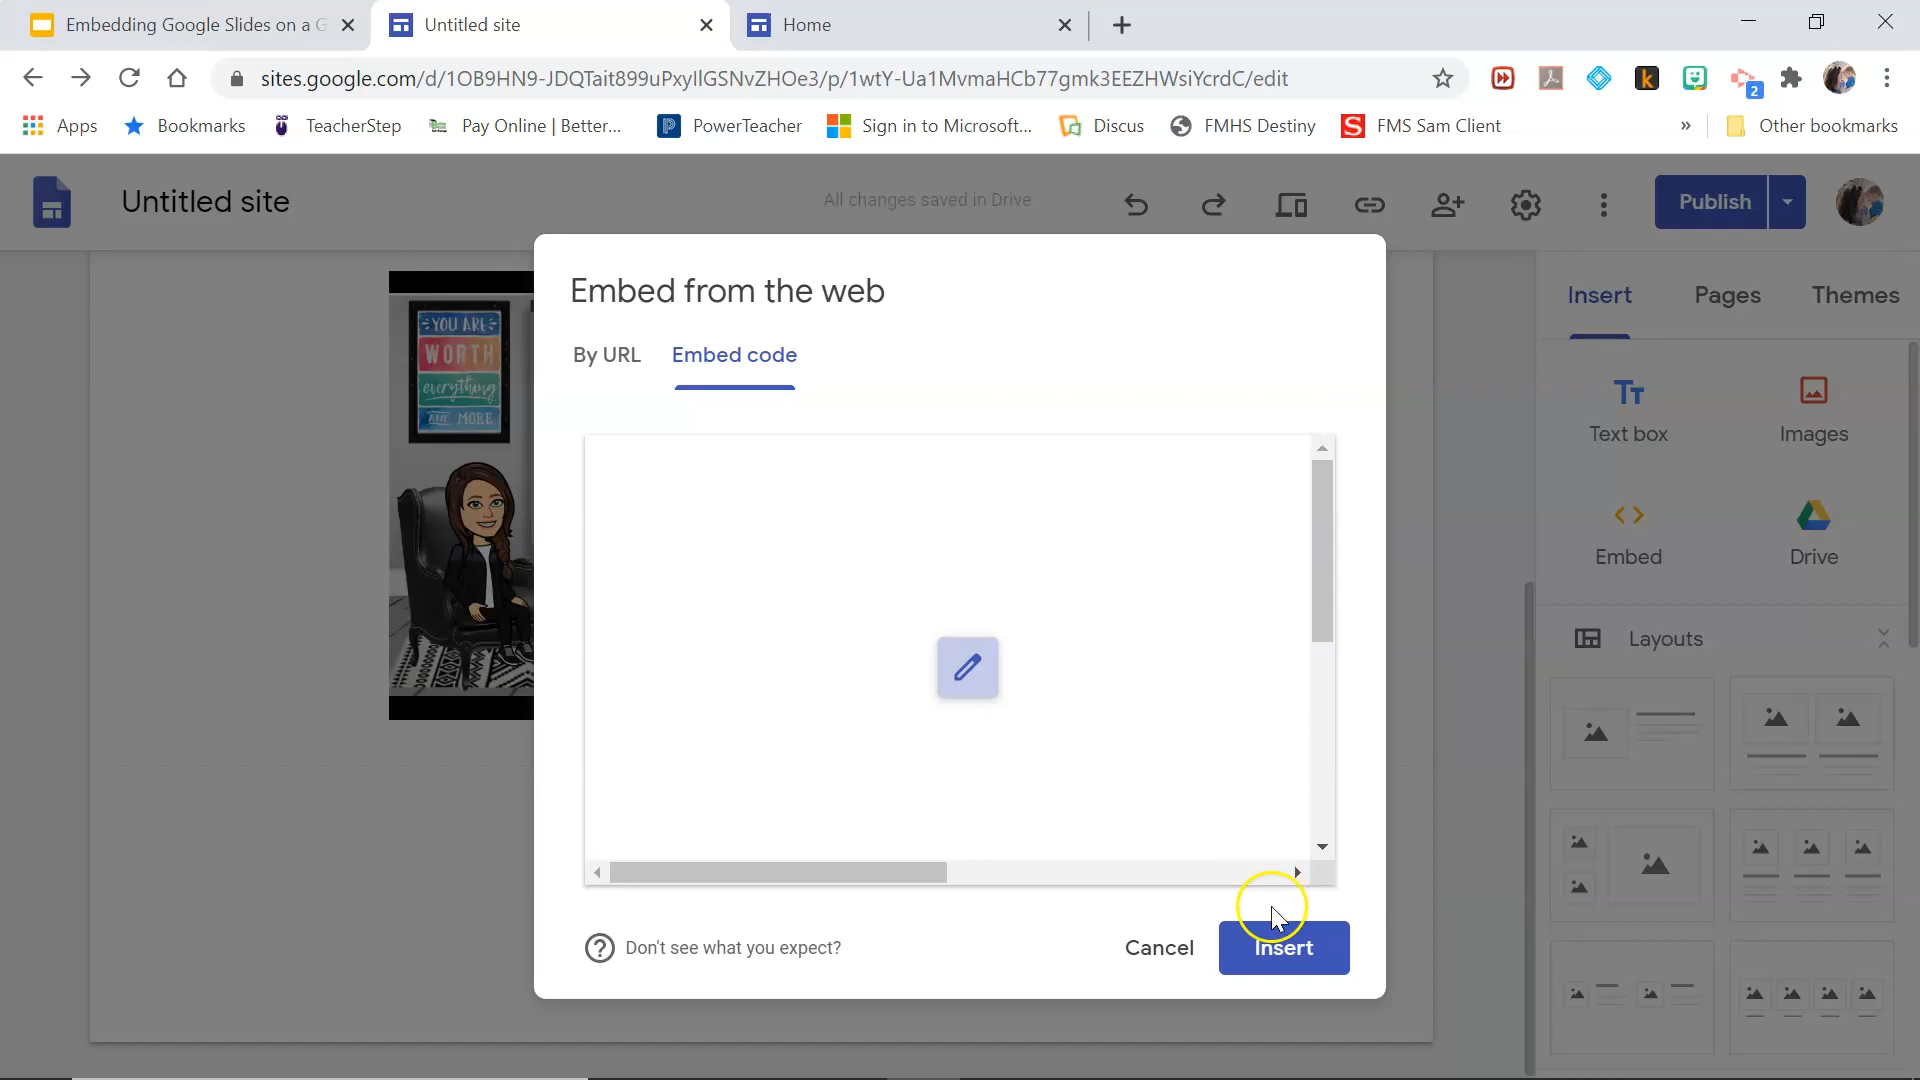 Embedding Google Slides on a G
Untitled site
Home
sites.google.com/d/1OB9HN9-JDQTait899uPxyIlGSNvZHOe3/p/1wtY-Ua1MvmaHCb77gmk3EEZHWsiYcrdC/edit
2
Apps
Bookmarks
TeacherStep
Pay Online | Better...
PowerTeacher
Sign in to Microsoft...
Discus
FMHS Destiny
FMS Sam Client
»
Other bookmarks
Untitled site
All changes saved in Drive
Publish
Embed from the web
By URL
Embed code
Insert
Pages
Themes
YOU ARE
WORTH
everything
AND MORE
Tt
Text box
Images
Embed
Drive
Layouts
Don't see what you expect?
Cancel
Insert